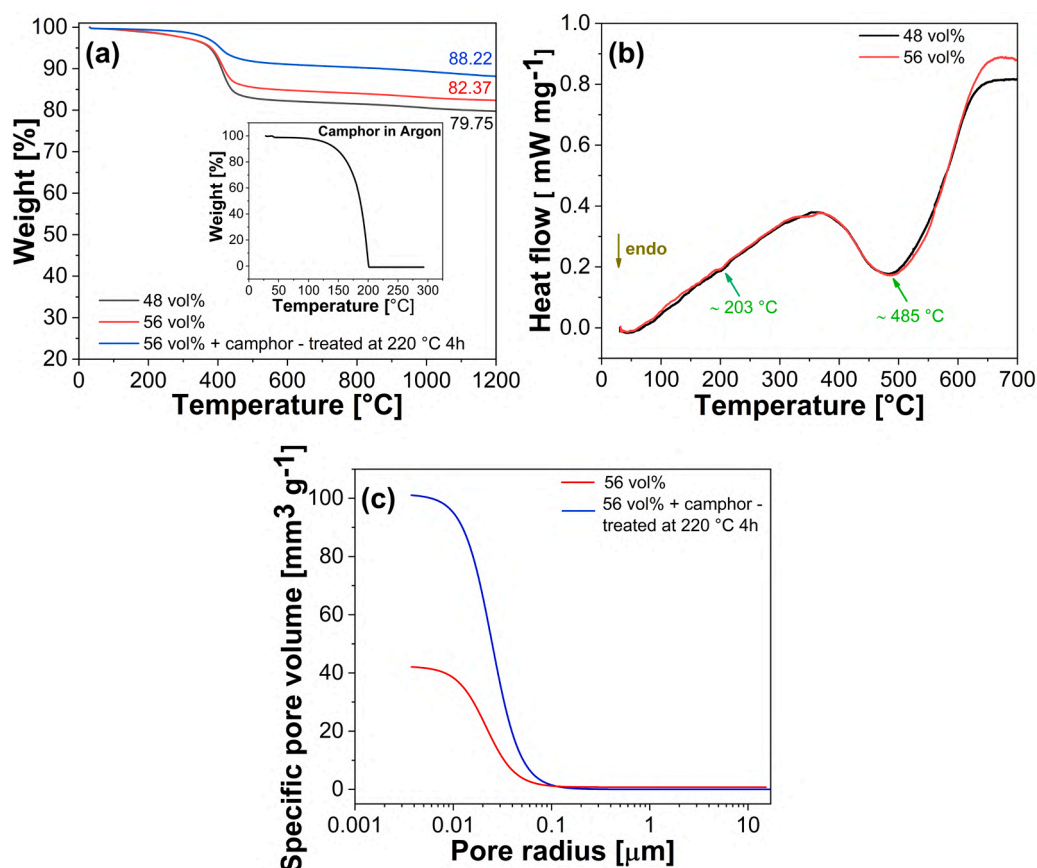 (a)
Weight [%]
100
90
80
70
60
50
40
30
20
88.22
82.37
79.75
Camphor in Argon
Weight [%]
100
80
60
40
20
0
0 50 100 150 200 250 300
Temperature [°C]
48 vol%
56 vol%
56 vol% + camphor - treated at 220 °C 4h
0 200 400 600 800 1000 1200
Temperature [°C]
(b)
Heat flow [ mW mg-1]
1.0
0.8
0.6
0.4
0.2
0.0
48 vol%
56 vol%
endo
~ 203 °C
~ 485 °C
0 100 200 300 400 500 600 700
Temperature [°C]
(c)
Specific pore volume [mm3 g-1]
100
80
60
40
20
0
56 vol%
56 vol% + camphor -
treated at 220 °C 4h
0.001 0.01 0.1 1 10
Pore radius [μm]